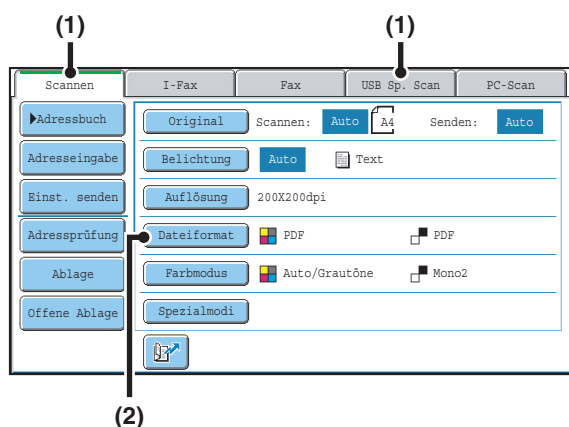 (1) (1)
Scannen I-Fax Fax USB Sp. Scan PC-Scan
Adressbuch Original Scannen: Auto A4 Senden: Auto
Adresseingabe Belichtung Auto Text
Einst. senden Auflösung 200X200dpi
Adressprüfung Dateiformat PDF PDF
Ablage Farbmodus Auto/Grautône Mono2
Offene Ablage Spezialmodi
(2)